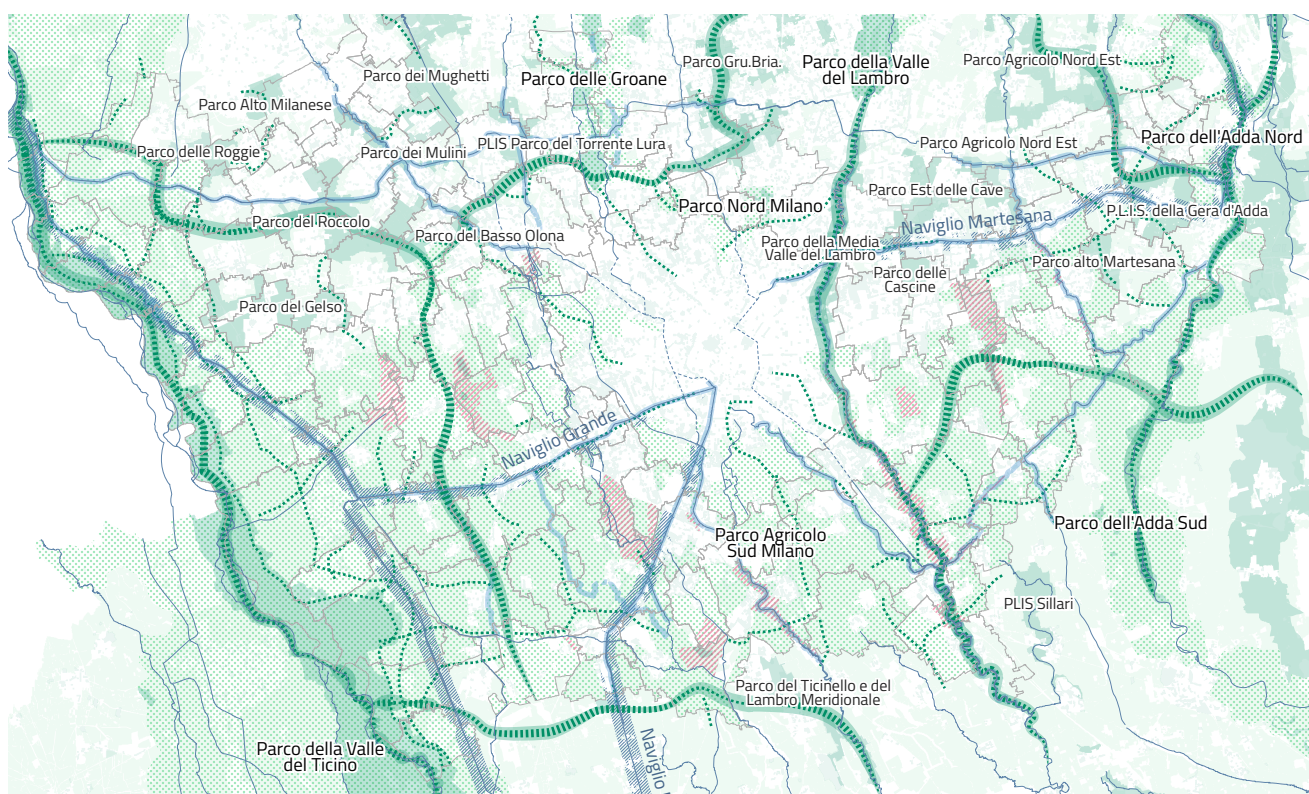 Parco Gru.Bria.
Parco della Valle
del Lambro
Parco Agricolo Nord Est
Parco dei Mughetti
Parco delle Groane
Parco Alto Milanese
Parco dell'Adda Nord
Parco delle Roggie
Parco dei Mulini
PLIS Parco del Torrente Lura
Parco Agricolo Nord Est
Parco Est delle Cave
Parco Nord Milano
P.L.I.S. della Gera d'Adda
Parco del Roccolo
Naviglio Martesana
Parco del Basso Olona
Parco della Media
Valle del Lambro
Parco alto Martesana
Parco delle
Cascine
Parco del Gelso
Naviglio Grande
Parco dell'Adda Sud
Parco Agricolo
Sud Milano
PLIS Sillari
Parco del Ticinello e del
Lambro Meridionale
Parco della Valle
del Ticino
Naviglio